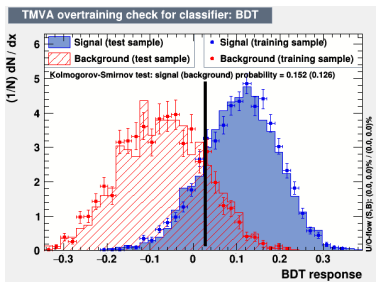 TMVA overtraining check for classifier: BDT
(1/N) dN / dx
Signal (test sample)
Background (test sample)
Signal (training sample)
Background (training sample)
Kolmogorov-Smirnov test: signal (background) probability = 0.152 (0.126)
6
5
4
3
2
1
0
−0.3
−0.2
−0.1
0
0.1
0.2
0.3
BDT response
U/O-flow (S,B): (0.0, 0.0)% / (0.0, 0.0)%